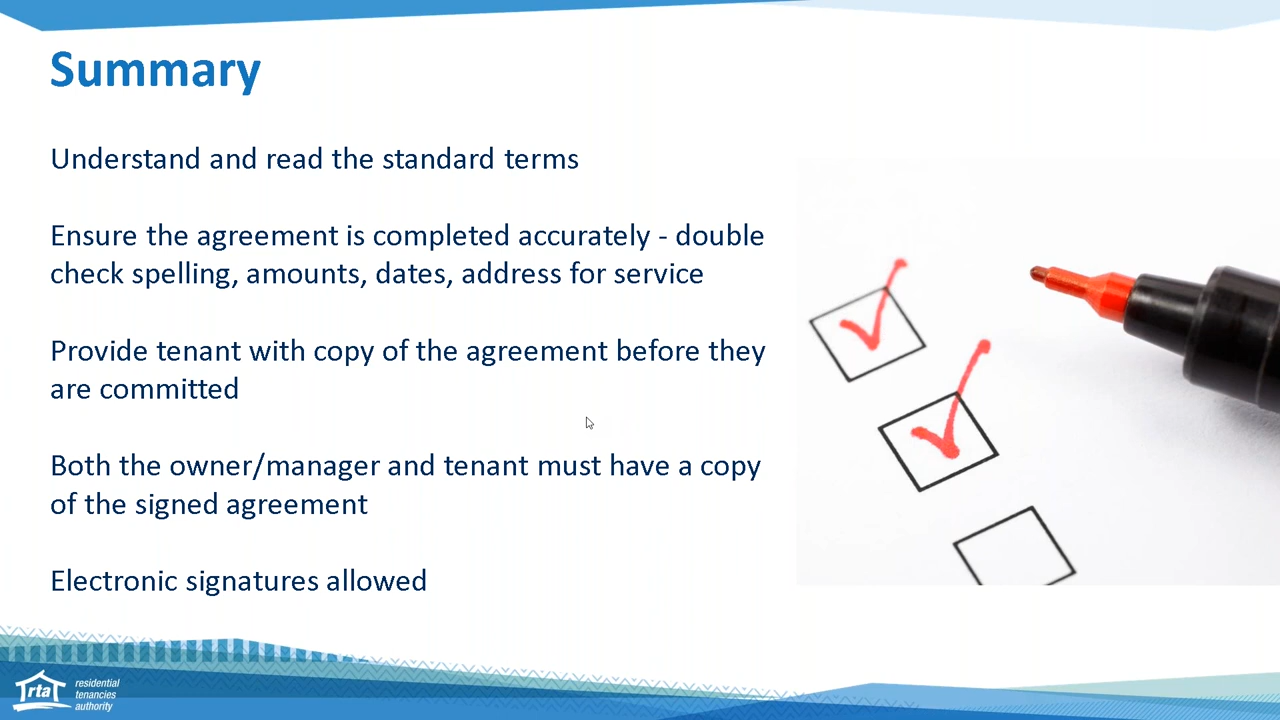 Summary
Understand and read the standard terms
Ensure the agreement is completed accurately - double
check spelling, amounts, dates, address for service
Provide tenant with copy of the agreement before they
are committed
Both the owner/manager and tenant must have a copy
of the signed agreement
Electronic signatures allowed
rta
residential
tenancies
authority